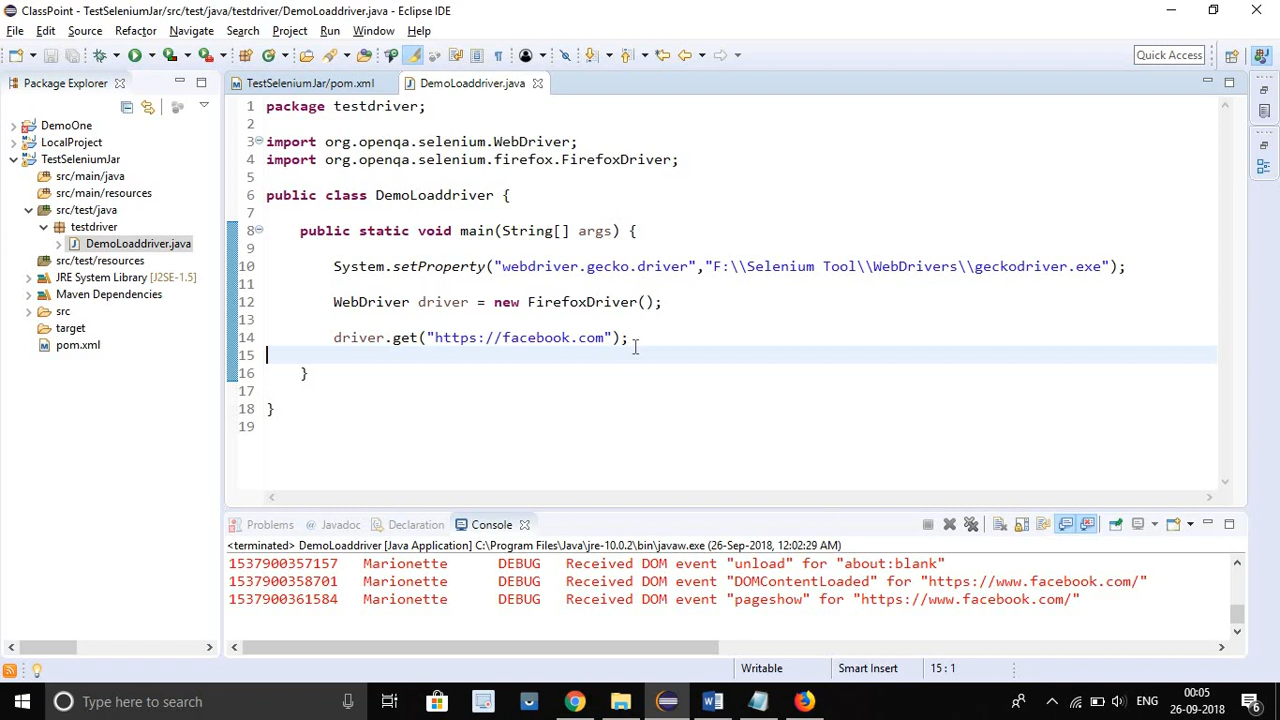 ClassPoint - TestSeleniumJar/src/test/java/testdriver/DemoLoaddriver.java - Eclipse IDE
File Edit Source Refactor Navigate Search Project Run Window Help
Quick Access
Package Explorer
DemoOne
LocalProject
TestSeleniumJar
src/main/java
src/main/resources
src/test/java
testdriver
DemoLoaddriver.java
src/test/resources
JRE System Library [J2SE-1.5]
Maven Dependencies
src
target
pom.xml
TestSeleniumJar/pom.xml DemoLoaddriver.java
1 package testdriver;
2
3 import org.openqa.selenium.WebDriver;
4 import org.openqa.selenium.firefox.FirefoxDriver;
5
6 public class DemoLoaddriver {
7
8 public static void main(String[] args) {
9
10 System.setProperty("webdriver.gecko.driver","F:\\Selenium Tool\\WebDrivers\\geckodriver.exe");
11
12 WebDriver driver = new FirefoxDriver();
13
14 driver.get("https://facebook.com");
15
16 }
17
18 }
19
Problems Javadoc Declaration Console
<terminated> DemoLoaddriver [Java Application] C:\Program Files\Java\jre-10.0.2\bin\javaw.exe (26-Sep-2018, 12:02:29 AM)
1537900357157 Marionette DEBUG Received DOM event "unload" for "about:blank"
1537900358701 Marionette DEBUG Received DOM event "DOMContentLoaded" for "https://www.facebook.com/"
1537900361584 Marionette DEBUG Received DOM event "pageshow" for "https://www.facebook.com/"
Writable Smart Insert 15 : 1
Type here to search
ENG
00:05
26-09-2018
6